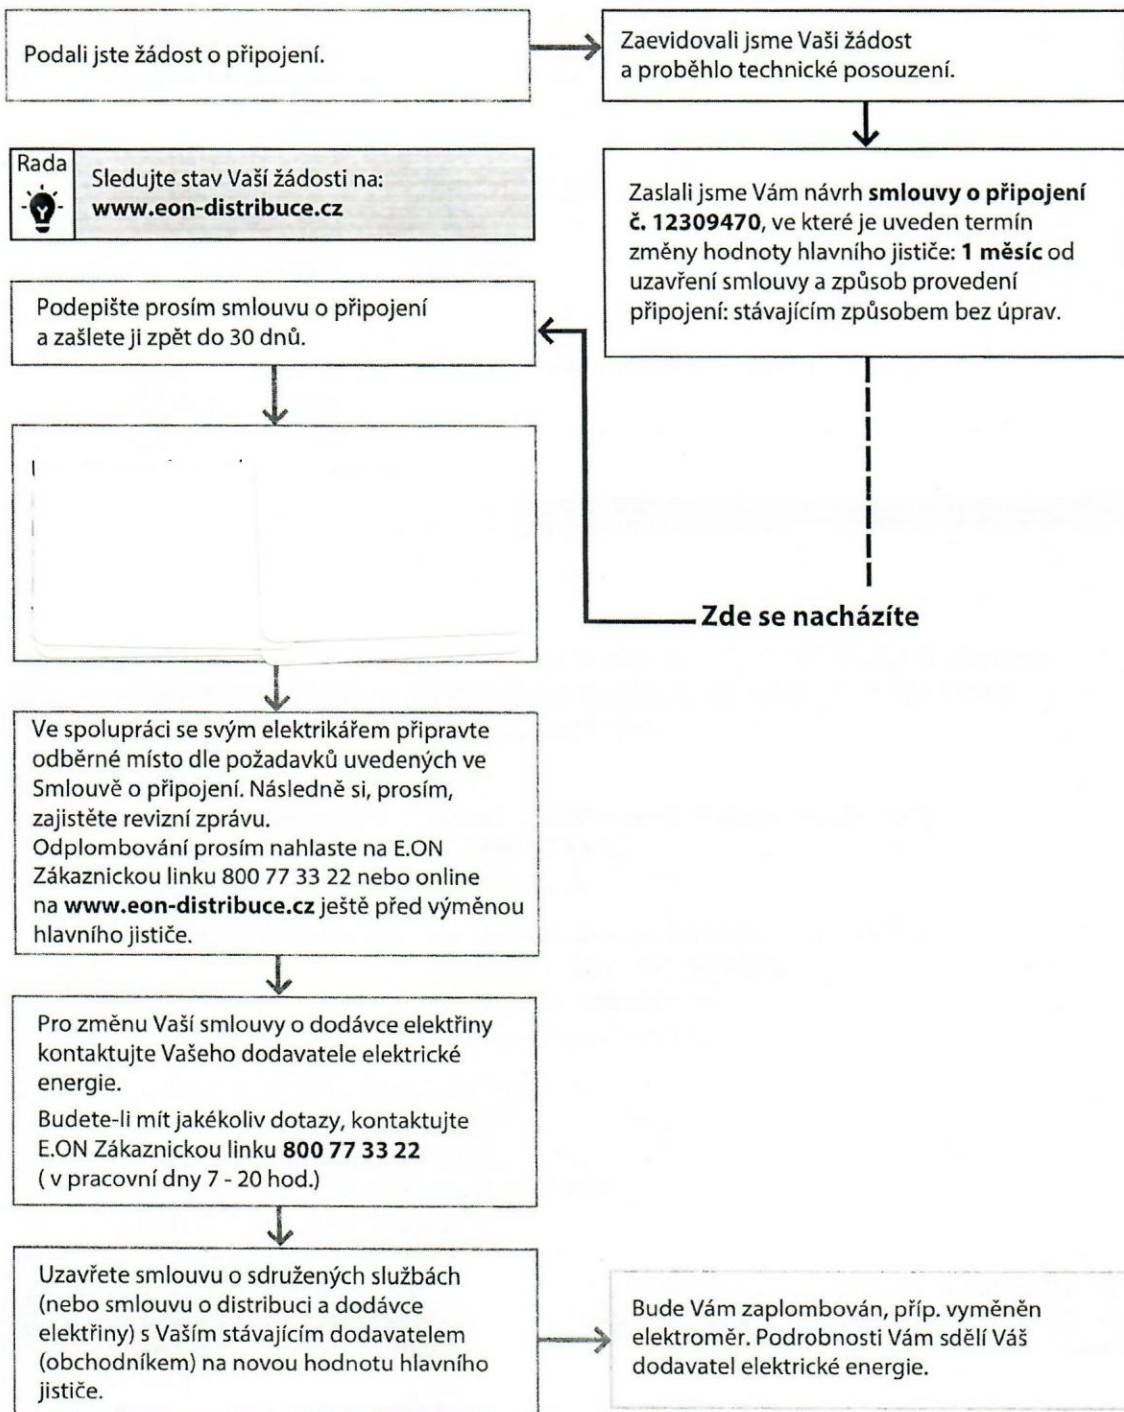 Podali jste žádost o připojení.
Zaevidovali jsme Vaši žádost
a proběhlo technické posouzení.
Rada
Sledujte stav Vaší žádosti na:
www.eon-distribuce.cz
Zaslali jsme Vám návrh smlouvy o připojení
č. 12309470, ve které je uveden termín
změny hodnoty hlavního jističe: 1 měsíc od
uzavření smlouvy a způsob provedení
připojení: stávajícím způsobem bez úprav.
Zde se nacházíte
Podepište prosím smlouvu o připojení
a zašlete ji zpět do 30 dnů.
Ve spolupráci se svým elektrikářem připravte
odběrné místo dle požadavků uvedených ve
Smlouvě o připojení. Následně si, prosím,
zajistěte revizní zprávu.
Odplombování prosím nahlaste na E.ON
Zákaznickou linku 800 77 33 22 nebo online
na www.eon-distribuce.cz ještě před výměnou
hlavního jističe.
Pro změnu Vaší smlouvy o dodávce elektřiny
kontaktujte Vašeho dodavatele elektrické
energie.
Budete-li mít jakékoliv dotazy, kontaktujte
E.ON Zákaznickou linku 800 77 33 22
( v pracovní dny 7 - 20 hod.)
Uzavřete smlouvu o sdružených službách
(nebo smlouvu o distribuci a dodávce
elektřiny) s Vaším stávajícím dodavatelem
(obchodníkem) na novou hodnotu hlavního
jističe.
Bude Vám zaplombován, příp. vyměněn
elektroměr. Podrobnosti Vám sdělí Váš
dodavatel elektrické energie.